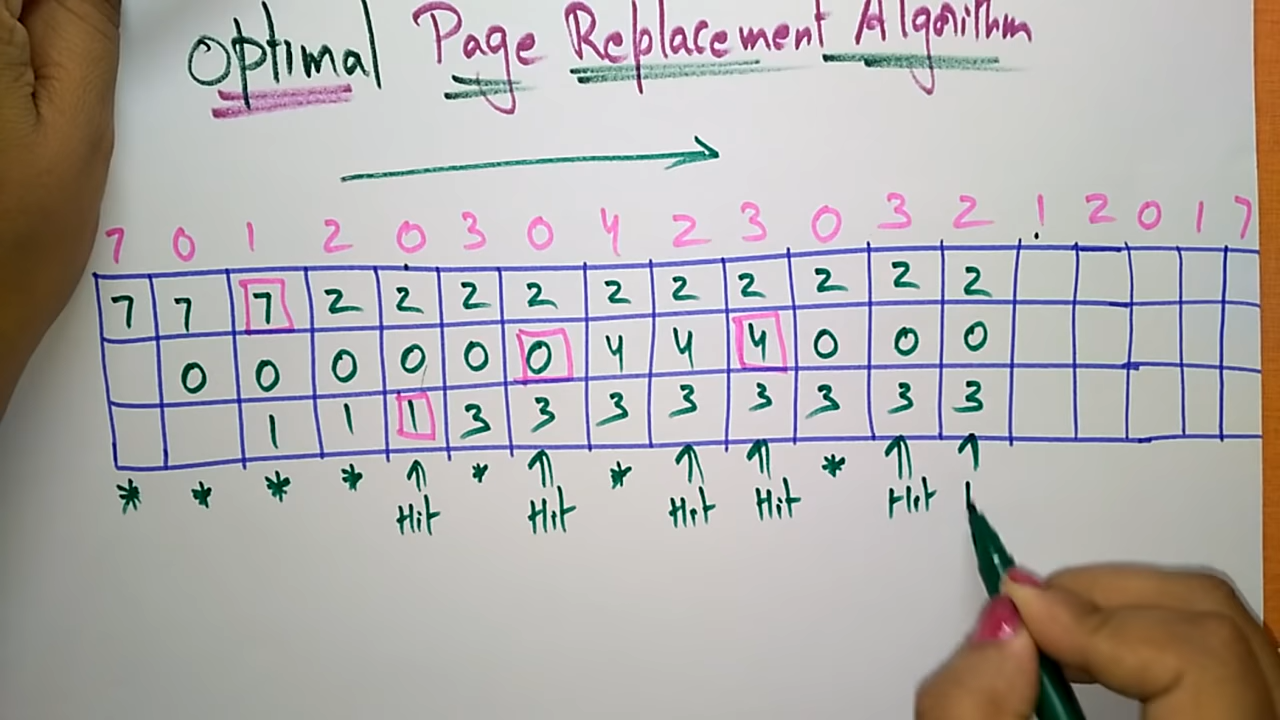 Optimal Page Replacement Algorithm
7 0 1 2 0 3 0 4 2 3 0 3 2 1 2 0 1 7
7 7 7 2 2 2 2 2 2 2 2 2 2
0 0 0 0 0 0 4 4 4 0 0 0
1 1 1 3 3 3 3 3 3 3 3
* * * * ↑ * ↑ * ↑ ↑ * ↑ ↑
Hit Hit Hit Hit Hit